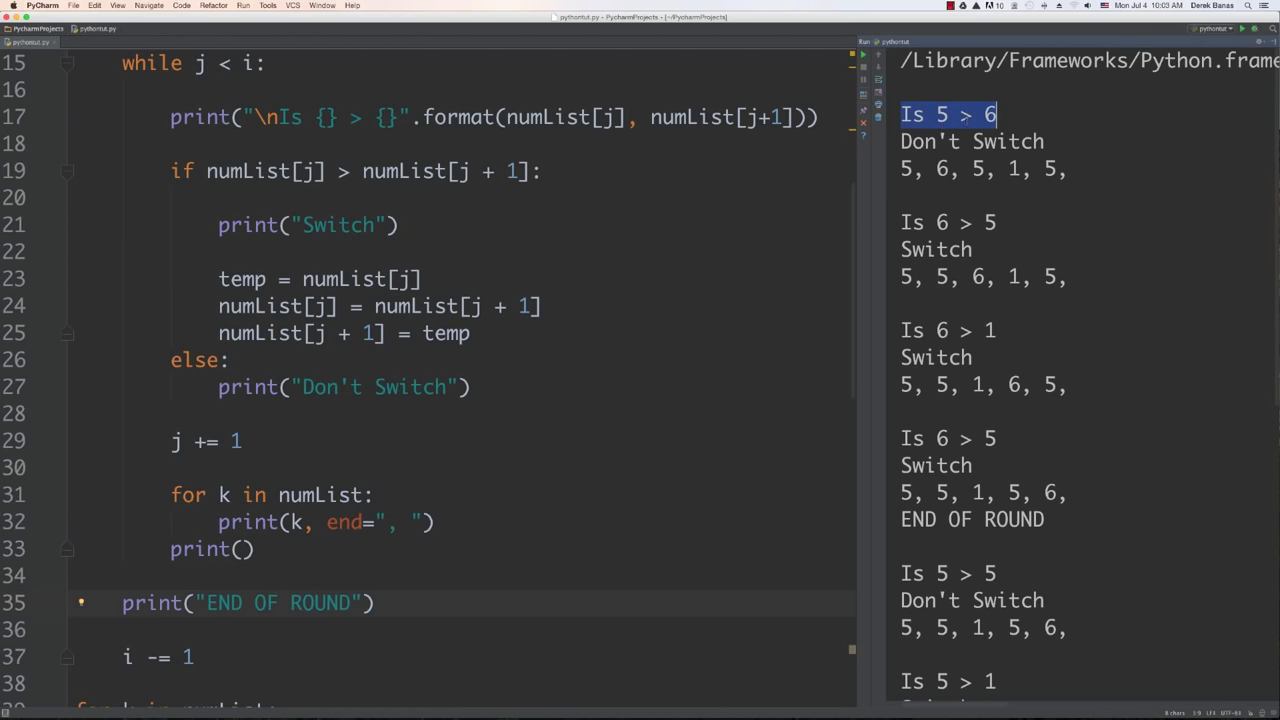 PyCharm File Edit View Navigate Code Refactor Run Tools VCS Window Help
10 Mon Jul 4 10:03 AM Derek Banas
pythontut.py - PycharmProjects - [~/PycharmProjects]
PycharmProjects pythontut.py pythontut
pythontut.py Run pythontut
15 while j < i:
16
17 print("\nIs {} > {}".format(numList[j], numList[j+1]))
18
19 if numList[j] > numList[j + 1]:
20
21 print("Switch")
22
23 temp = numList[j]
24 numList[j] = numList[j + 1]
25 numList[j + 1] = temp
26 else:
27 print("Don't Switch")
28
29 j += 1
30
31 for k in numList:
32 print(k, end=", ")
33 print()
34
35 print("END OF ROUND")
36
37 i -= 1
38
39 for k in numList:
/Library/Frameworks/Python.frame
Is 5 > 6
Don't Switch
5, 6, 5, 1, 5,
Is 6 > 5
Switch
5, 5, 6, 1, 5,
Is 6 > 1
Switch
5, 5, 1, 6, 5,
Is 6 > 5
Switch
5, 5, 1, 5, 6,
END OF ROUND
Is 5 > 5
Don't Switch
5, 5, 1, 5, 6,
Is 5 > 1
8 chars 3:9 LF‡ UTF-8‡